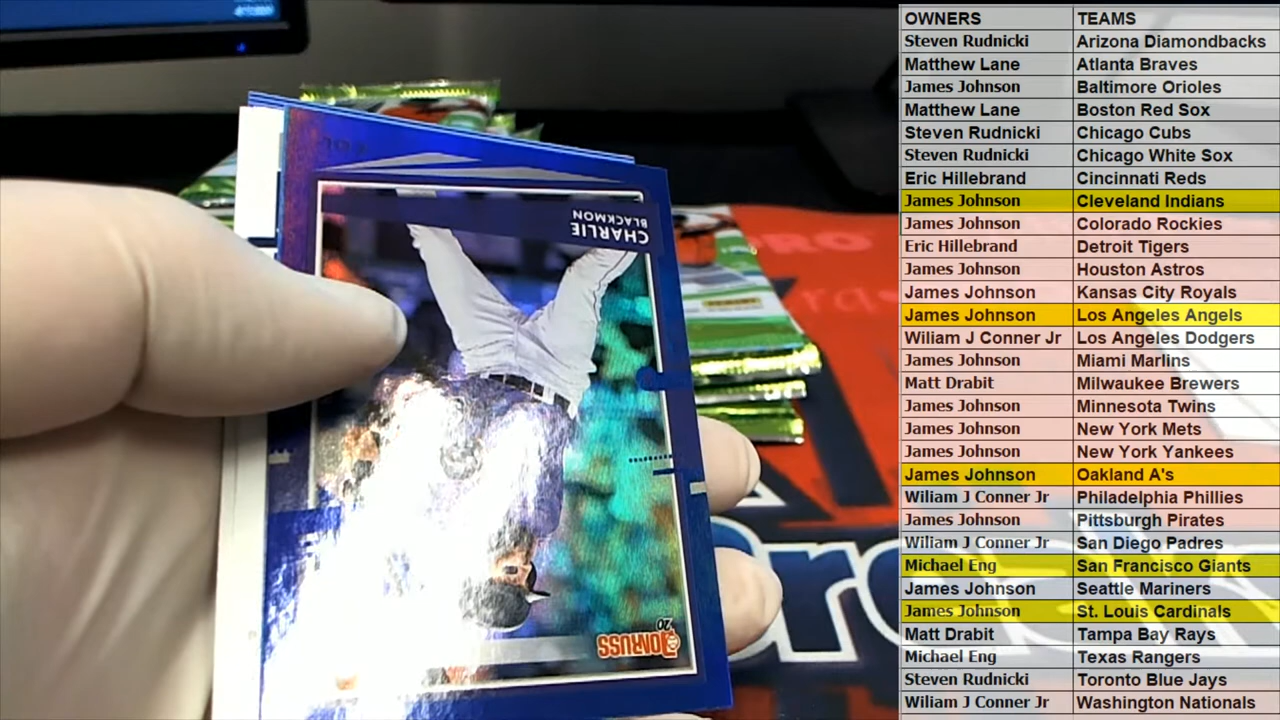 OWNERS TEAMS
Steven Rudnicki Arizona Diamondbacks
Matthew Lane Atlanta Braves
James Johnson Baltimore Orioles
Matthew Lane Boston Red Sox
Steven Rudnicki Chicago Cubs
Steven Rudnicki Chicago White Sox
Eric Hillebrand Cincinnati Reds
James Johnson Cleveland Indians
James Johnson Colorado Rockies
Eric Hillebrand Detroit Tigers
James Johnson Houston Astros
James Johnson Kansas City Royals
James Johnson Los Angeles Angels
Wiliam J Conner Jr Los Angeles Dodgers
James Johnson Miami Marlins
Matt Drabit Milwaukee Brewers
James Johnson Minnesota Twins
James Johnson New York Mets
James Johnson New York Yankees
James Johnson Oakland A's
Wiliam J Conner Jr Philadelphia Phillies
James Johnson Pittsburgh Pirates
Wiliam J Conner Jr San Diego Padres
Michael Eng San Francisco Giants
James Johnson Seattle Mariners
James Johnson St. Louis Cardinals
Matt Drabit Tampa Bay Rays
Michael Eng Texas Rangers
Steven Rudnicki Toronto Blue Jays
Wiliam J Conner Jr Washington Nationals
CHARLIE
BLACKMON
20
DONRUSS
PANINI
PRO